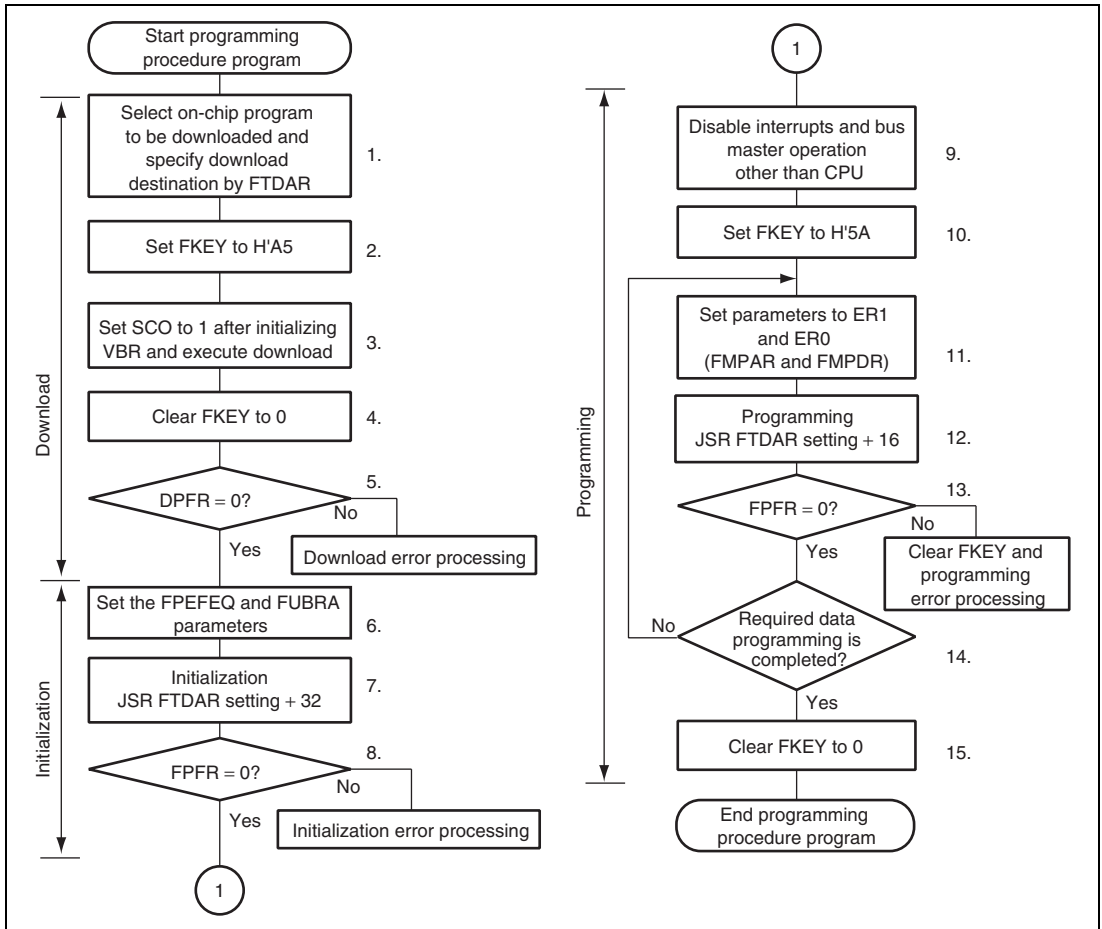 Start programming
procedure program
Select on-chip program
to be downloaded and
specify download
destination by FTDAR
1.
Set FKEY to H'A5
2.
Set SCO to 1 after initializing
VBR and execute download
3.
Clear FKEY to 0
4.
DPFR = 0?
5.
No
Yes
Download error processing
Download
Set the FPEFEQ and FUBRA
parameters
6.
Initialization
JSR FTDAR setting + 32
7.
FPFR = 0?
8.
No
Yes
Initialization error processing
Initialization
1
1
Disable interrupts and bus
master operation
other than CPU
9.
Set FKEY to H'5A
10.
Set parameters to ER1
and ER0
(FMPAR and FMPDR)
11.
Programming
JSR FTDAR setting + 16
12.
FPFR = 0?
13.
No
Yes
Clear FKEY and
programming
error processing
Required data
programming is
completed?
No
14.
Yes
Clear FKEY to 0
15.
Programming
End programming
procedure program